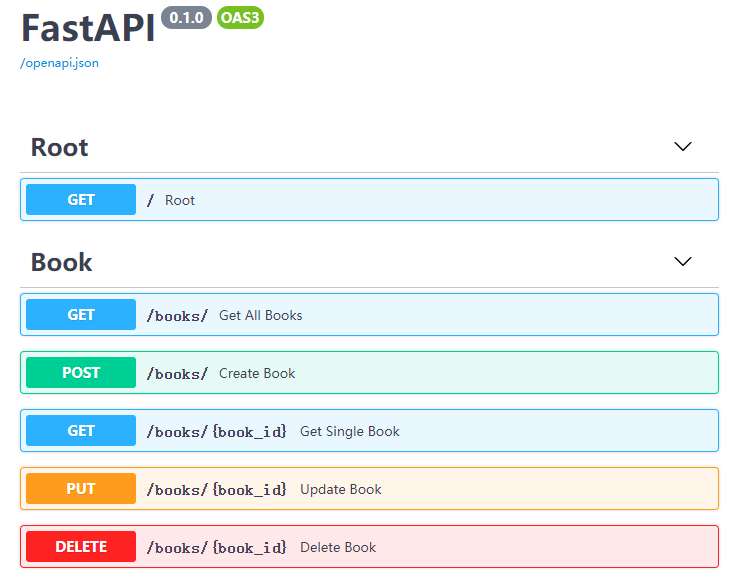 FastAPI 0.1.0 OAS3
/openapi.json
Root
GET / Root
Book
GET /books/ Get All Books
POST /books/ Create Book
GET /books/{book_id} Get Single Book
PUT /books/{book_id} Update Book
DELETE /books/{book_id} Delete Book